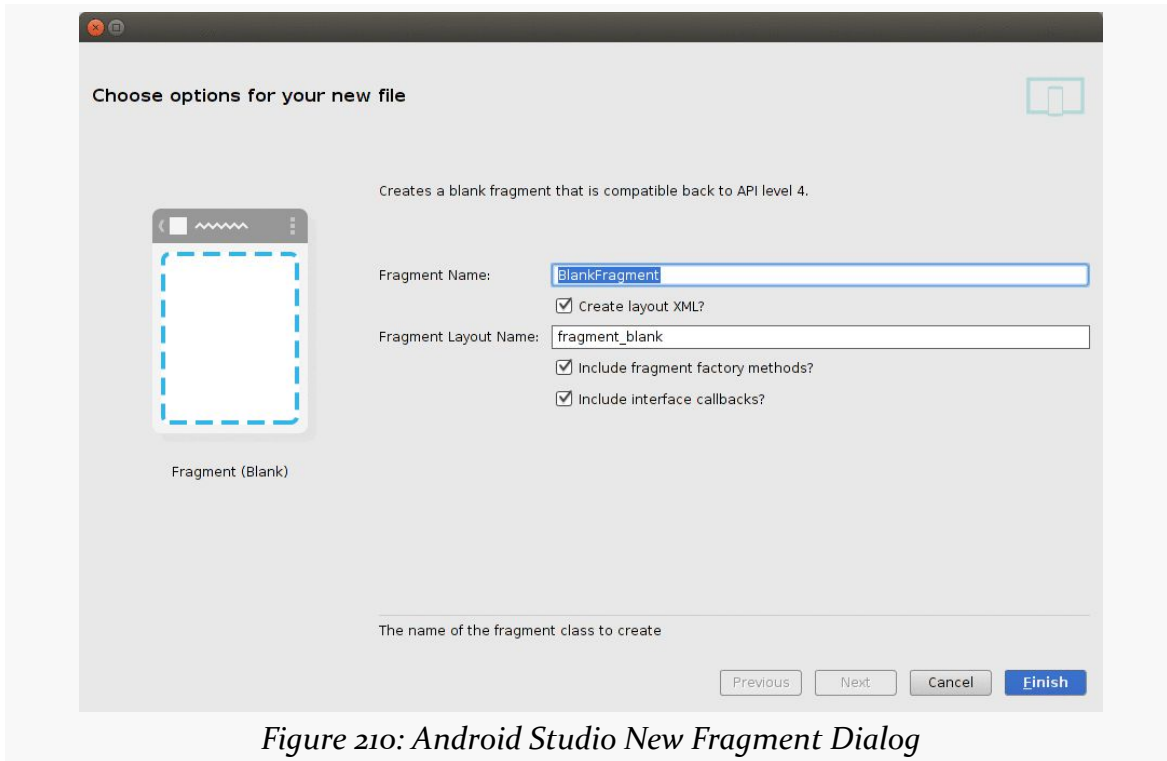 Choose options for your new file
Creates a blank fragment that is compatible back to API level 4.
Fragment Name: BlankFragment
Create layout XML?
Fragment Layout Name: fragment_blank
Include fragment factory methods?
Include interface callbacks?
Fragment (Blank)
The name of the fragment class to create
Previous Next Cancel Finish
Figure 210: Android Studio New Fragment Dialog